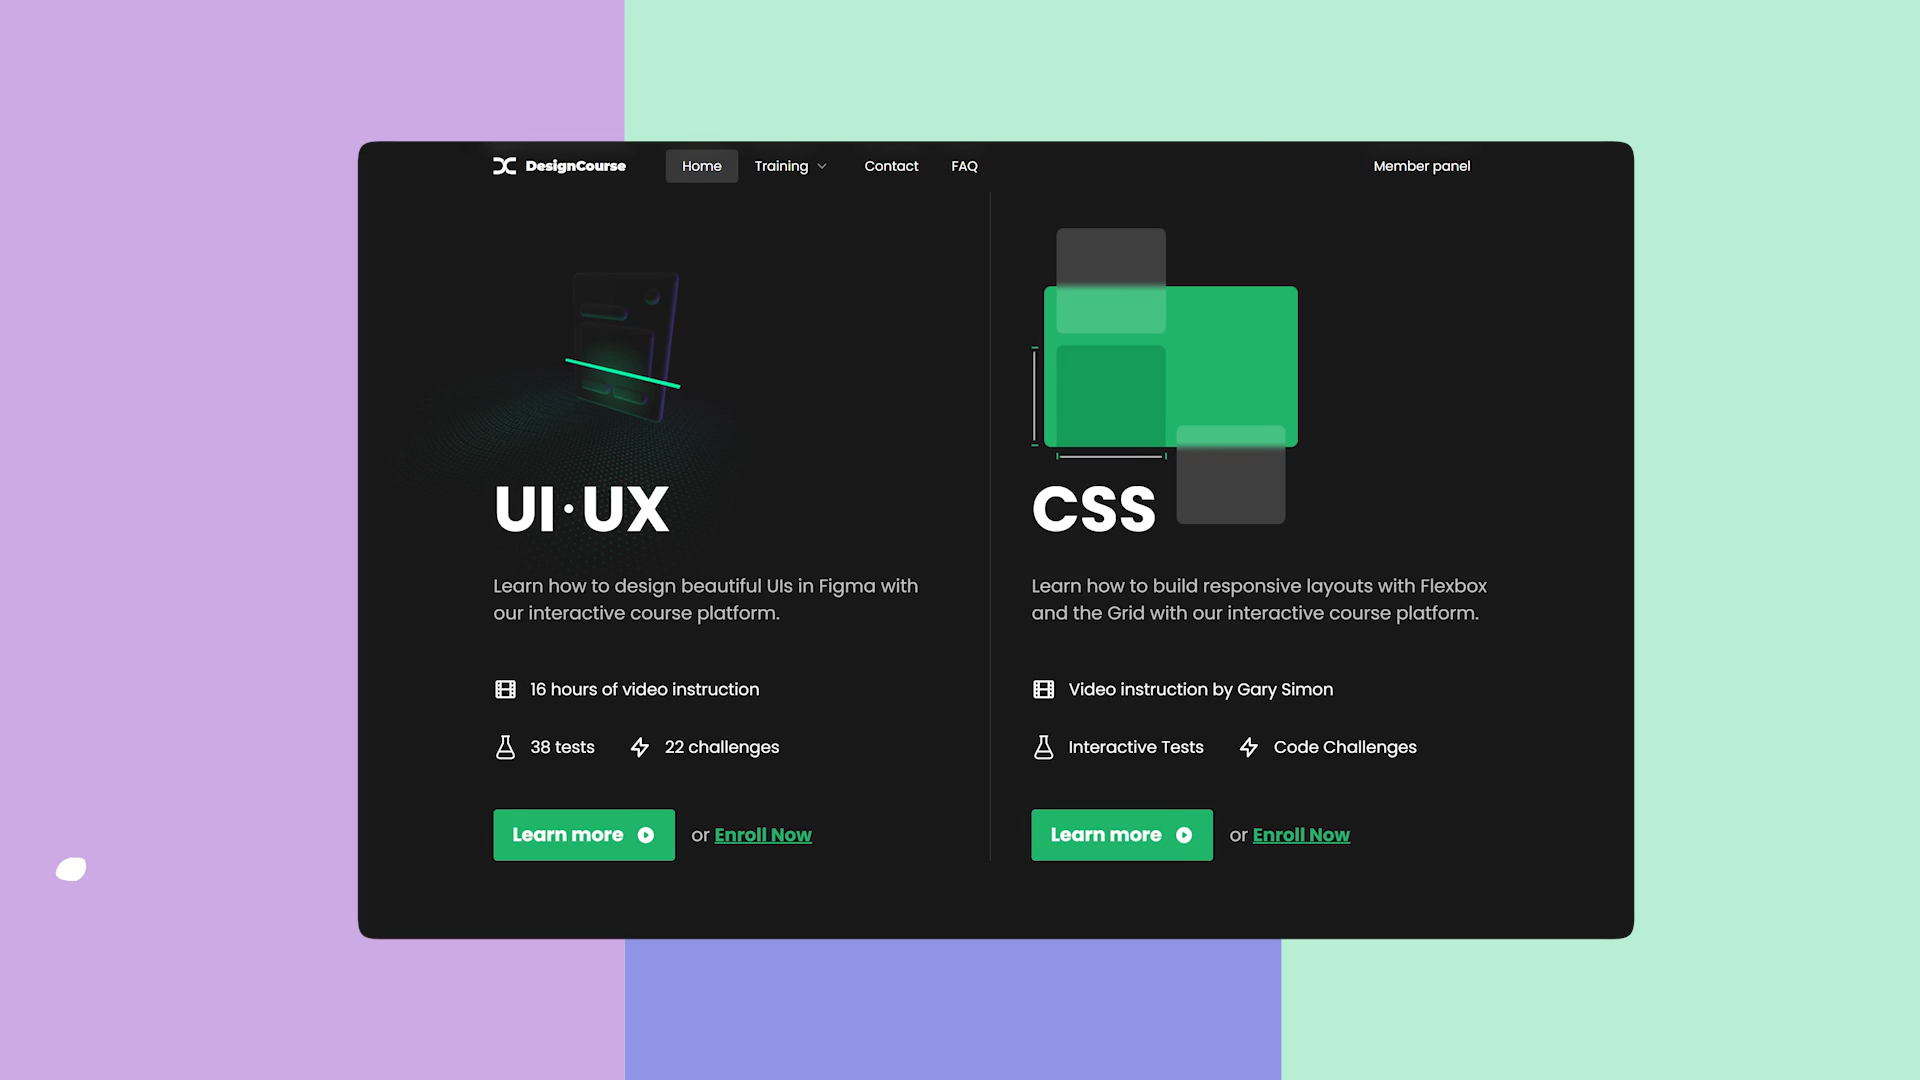 DesignCourse
Home
Training
Contact
FAQ
Member panel
UI·UX
Learn how to design beautiful UIs in Figma with
our interactive course platform.
16 hours of video instruction
38 tests
22 challenges
Learn more
or Enroll Now
CSS
Learn how to build responsive layouts with Flexbox
and the Grid with our interactive course platform.
Video instruction by Gary Simon
Interactive Tests
Code Challenges
Learn more
or Enroll Now